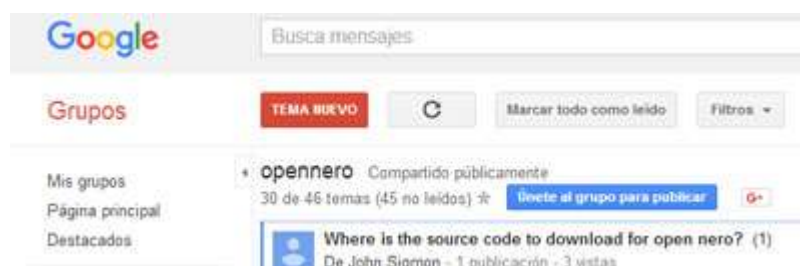 Google
Busca mensajes
Grupos
TEMA NUEVO
Marcar todo como leído
Filtros
Mis grupos
Página principal
Destacados
opennero Compartido públicamente
30 de 46 temas (45 no leídos)
Únete al grupo para publicar
G+
Where is the source code to download for open nero? (1)
De John Sigmon - 1 publicación - 3 vistas